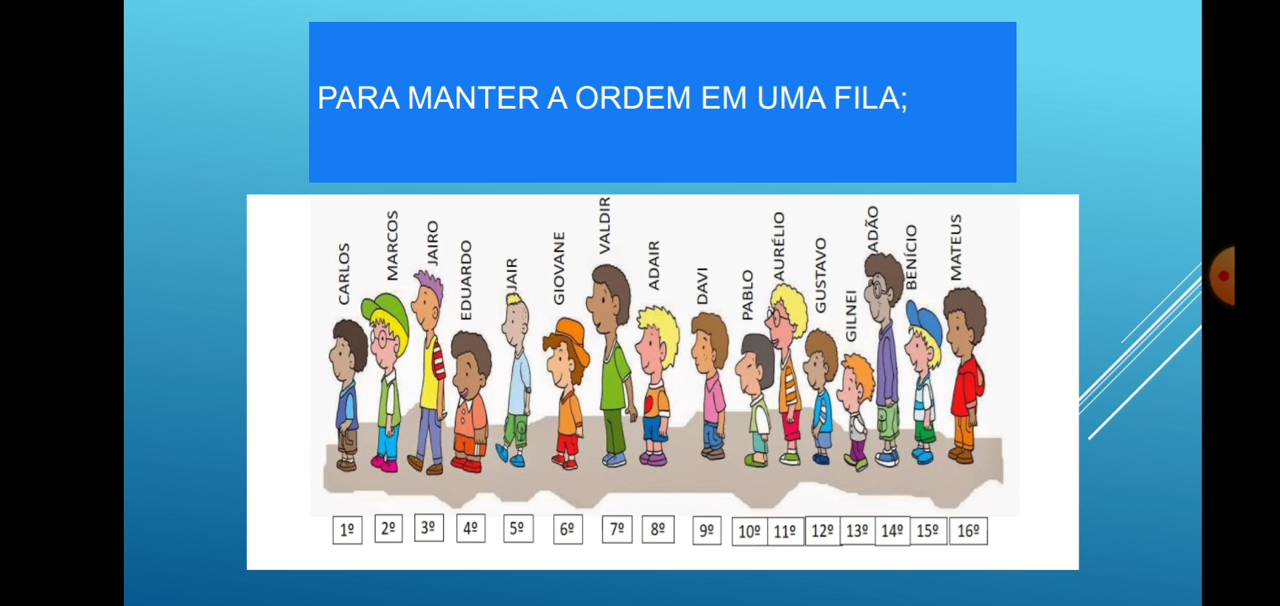 PARA MANTER A ORDEM EM UMA FILA;
CARLOS
MARCOS
JAIRO
EDUARDO
JAIR
GIOVANE
VALDIR
ADAIR
DAVI
PABLO
AURÉLIO
GUSTAVO
GILNEI
ADÃO
BENÍCIO
MATEUS
1º 2º 3º 4º 5º 6º 7º 8º 9º 10º 11º 12º 13º 14º 15º 16º